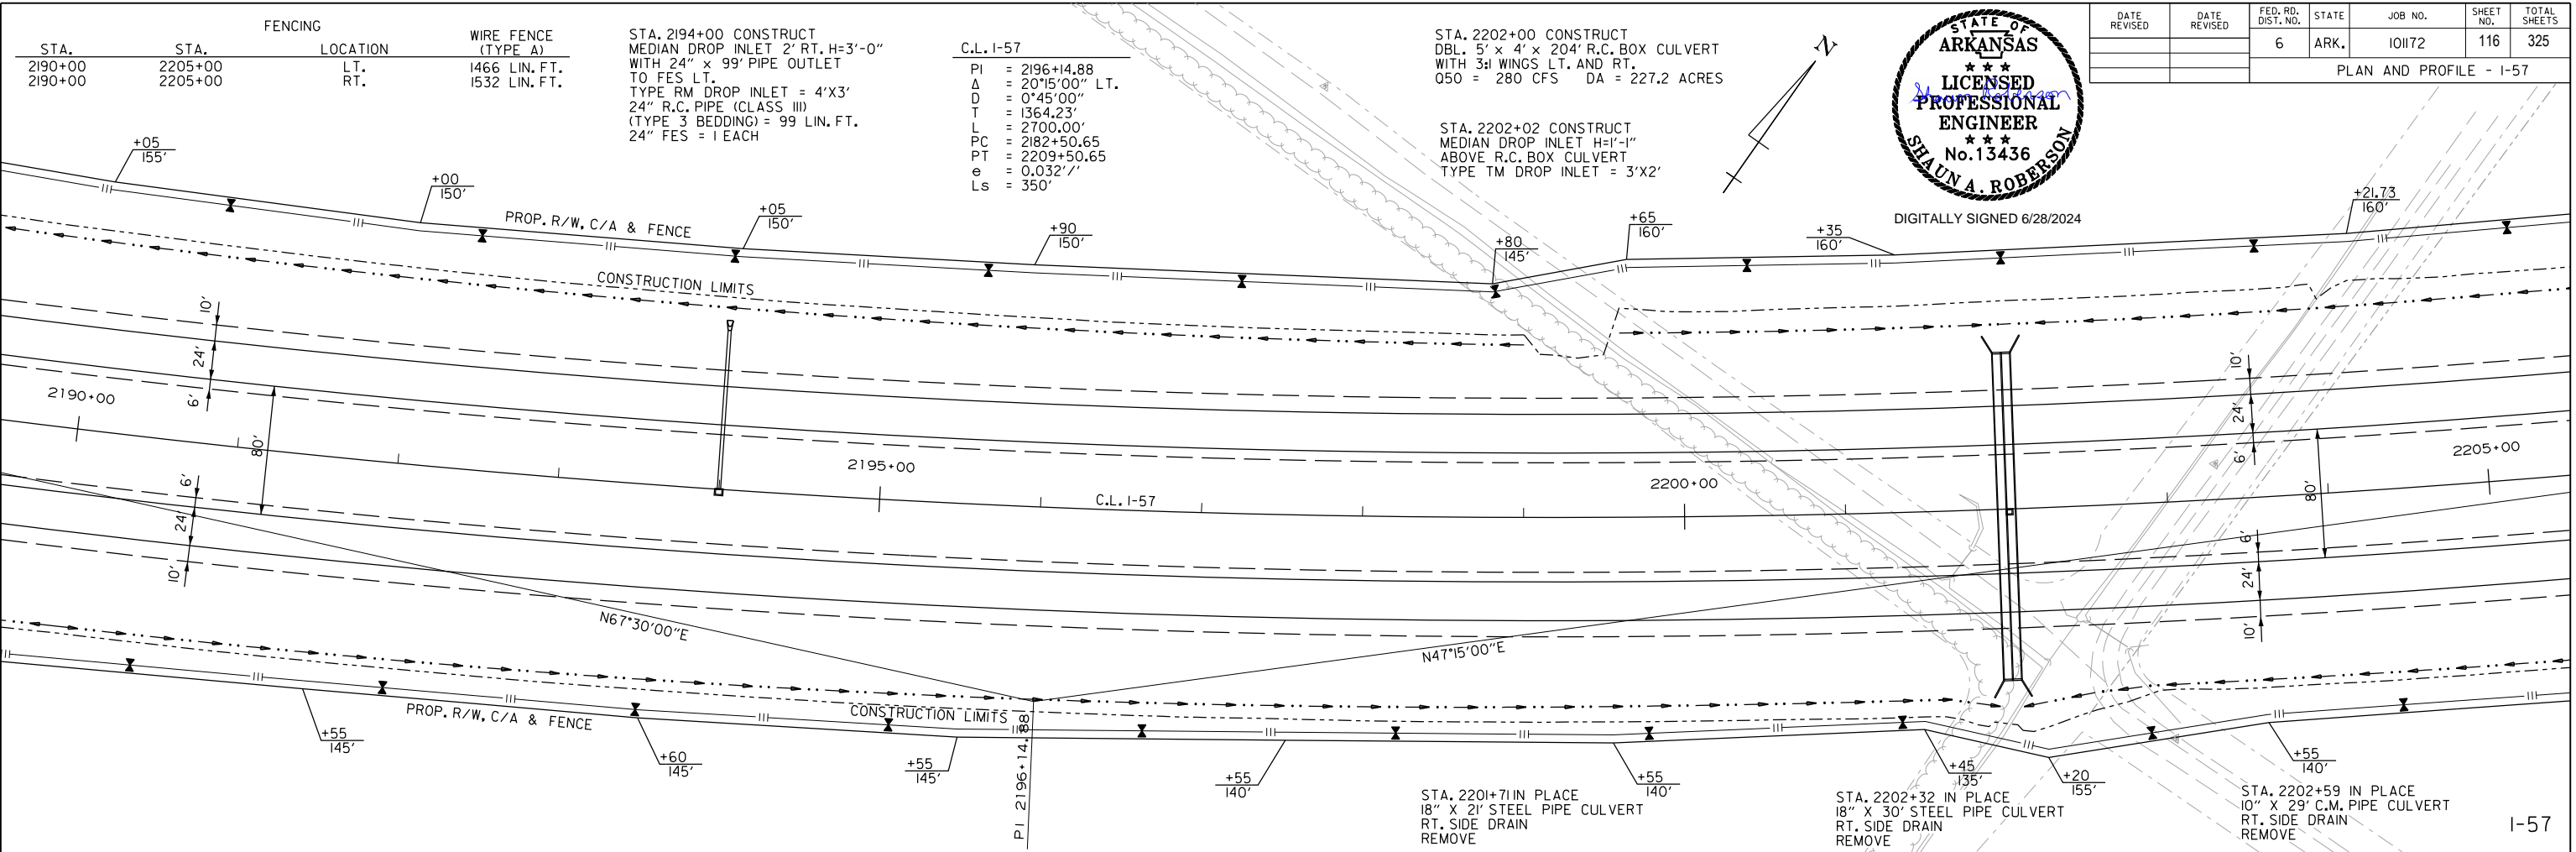 FENCING
STA. STA. LOCATION WIRE FENCE (TYPE A)
2190+00 2205+00 LT. 1466 LIN. FT.
2190+00 2205+00 RT. 1532 LIN. FT.
STA. 2194+00 CONSTRUCT
MEDIAN DROP INLET 2' RT. H=3'-0"
WITH 24" x 99' PIPE OUTLET
TO FES LT.
TYPE RM DROP INLET = 4'X3'
24" R.C. PIPE (CLASS III)
(TYPE 3 BEDDING) = 99 LIN. FT.
24" FES = 1 EACH
C.L. I-57
PI = 2196+14.88
Δ = 20°15'00" LT.
D = 0°45'00"
T = 1364.23'
L = 2700.00'
PC = 2182+50.65
PT = 2209+50.65
e = 0.032'/'
Ls = 350'
STA. 2202+00 CONSTRUCT
DBL. 5' x 4' x 204' R.C. BOX CULVERT
WITH 3:1 WINGS LT. AND RT.
Q50 = 280 CFS DA = 227.2 ACRES
STA. 2202+02 CONSTRUCT
MEDIAN DROP INLET H=1'-1"
ABOVE R.C. BOX CULVERT
TYPE TM DROP INLET = 3'X2'
N
STATE OF
ARKANSAS
★ ★ ★
LICENSED
PROFESSIONAL
ENGINEER
★ ★ ★
No.13436
SHAUN A. ROBERSON
Shaun Roberson
DIGITALLY SIGNED 6/28/2024
DATE REVISED DATE REVISED FED. RD. DIST. NO. STATE JOB NO. SHEET NO. TOTAL SHEETS
6 ARK. 101172 116 325
PLAN AND PROFILE - I-57
+05
155'
+00
150'
PROP. R/W, C/A & FENCE
+05
150'
+90
150'
+80
145'
+65
160'
+35
160'
+21.73
160'
CONSTRUCTION LIMITS
10'
24'
6'
80'
6'
24'
10'
2190+00
2195+00
C.L. I-57
2200+00
2205+00
10'
24'
6'
80'
6'
24'
10'
N67°30'00"E
N47°15'00"E
PROP. R/W, C/A & FENCE
CONSTRUCTION LIMITS
PI 2196+14.88
+55
145'
+60
145'
+55
145'
+55
140'
+55
140'
+45
135'
+20
155'
+55
140'
STA. 2201+71 IN PLACE
18" X 21' STEEL PIPE CULVERT
RT. SIDE DRAIN
REMOVE
STA. 2202+32 IN PLACE
18" X 30' STEEL PIPE CULVERT
RT. SIDE DRAIN
REMOVE
STA. 2202+59 IN PLACE
10" X 29' C.M. PIPE CULVERT
RT. SIDE DRAIN
REMOVE
I-57